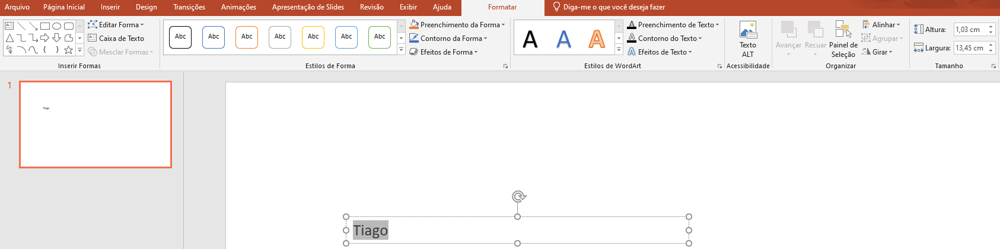 Arquivo Página Inicial Inserir Design Transições Animações Apresentação de Slides Revisão Exibir Ajuda Formatar Diga-me o que você deseja fazer
Editar Forma
Caixa de Texto
Mesclar Formas
Inserir Formas
Abc Abc Abc Abc Abc Abc Abc
Preenchimento da Forma
Contorno da Forma
Efeitos de Forma
Estilos de Forma
A A A
Preenchimento de Texto
Contorno do Texto
Efeitos de Texto
Estilos de WordArt
Texto
ALT
Acessibilidade
Avançar
Recuar
Painel de
Seleção
Alinhar
Agrupar
Girar
Organizar
Altura: 1,03 cm
Largura: 13,45 cm
Tamanho
1
Tiago
Tiago